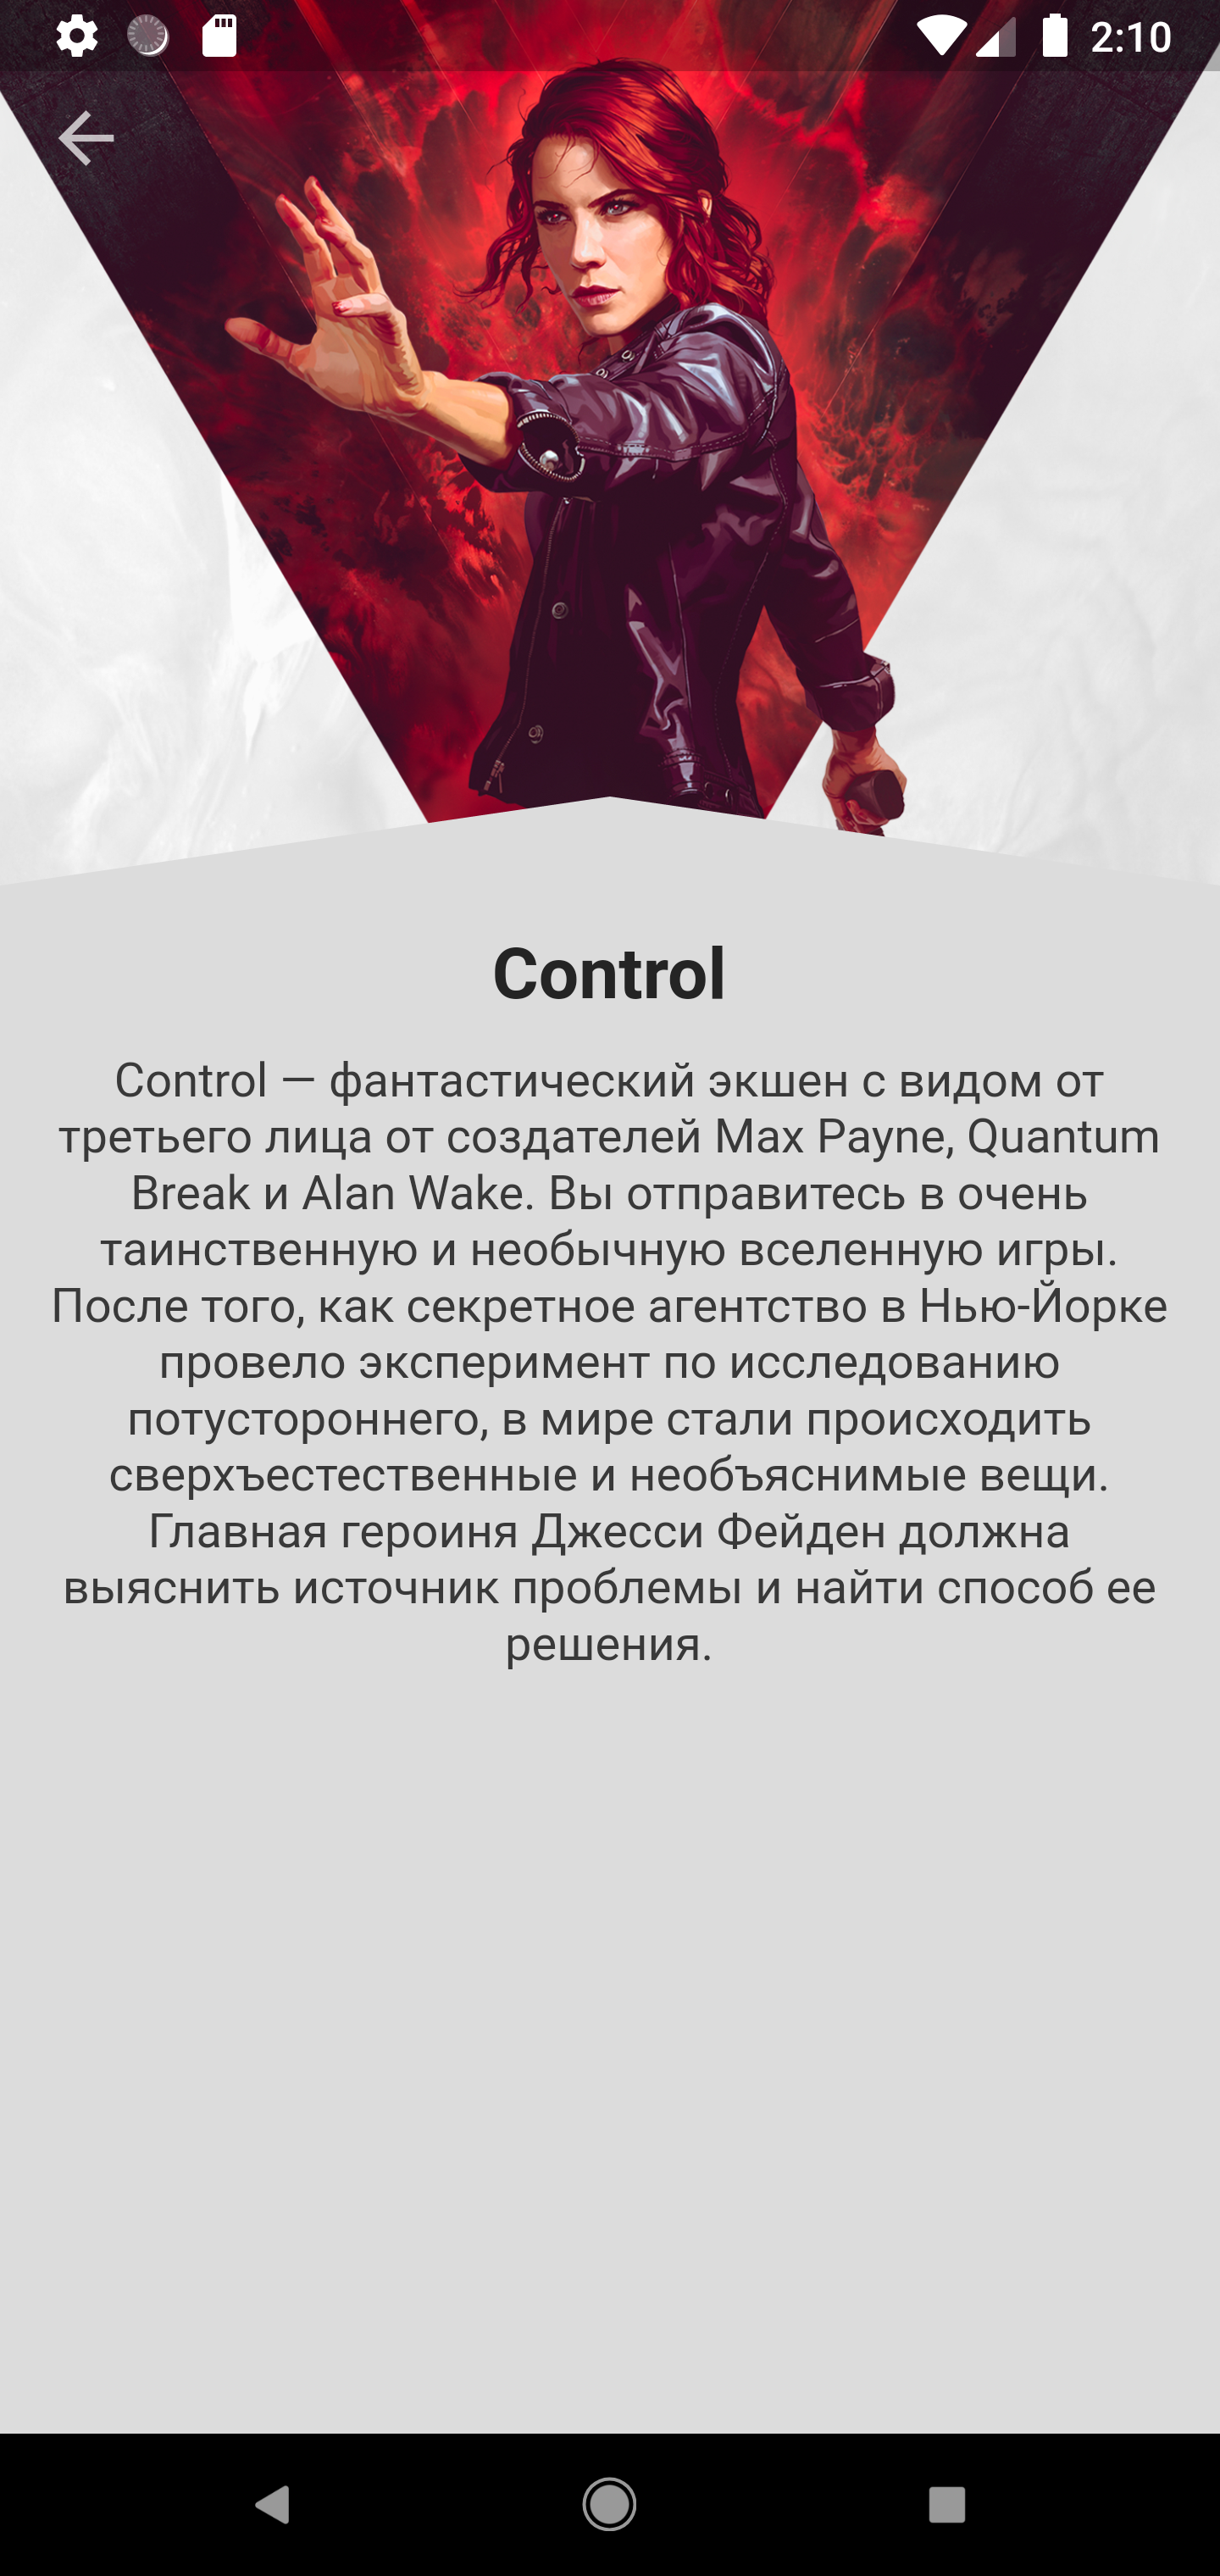 2:10
Control
Control — фантастический экшен с видом от
третьего лица от создателей Max Payne, Quantum
Break и Alan Wake. Вы отправитесь в очень
таинственную и необычную вселенную игры.
После того, как секретное агентство в Нью-Йорке
провело эксперимент по исследованию
потустороннего, в мире стали происходить
сверхъестественные и необъяснимые вещи.
Главная героиня Джесси Фейден должна
выяснить источник проблемы и найти способ ее
решения.